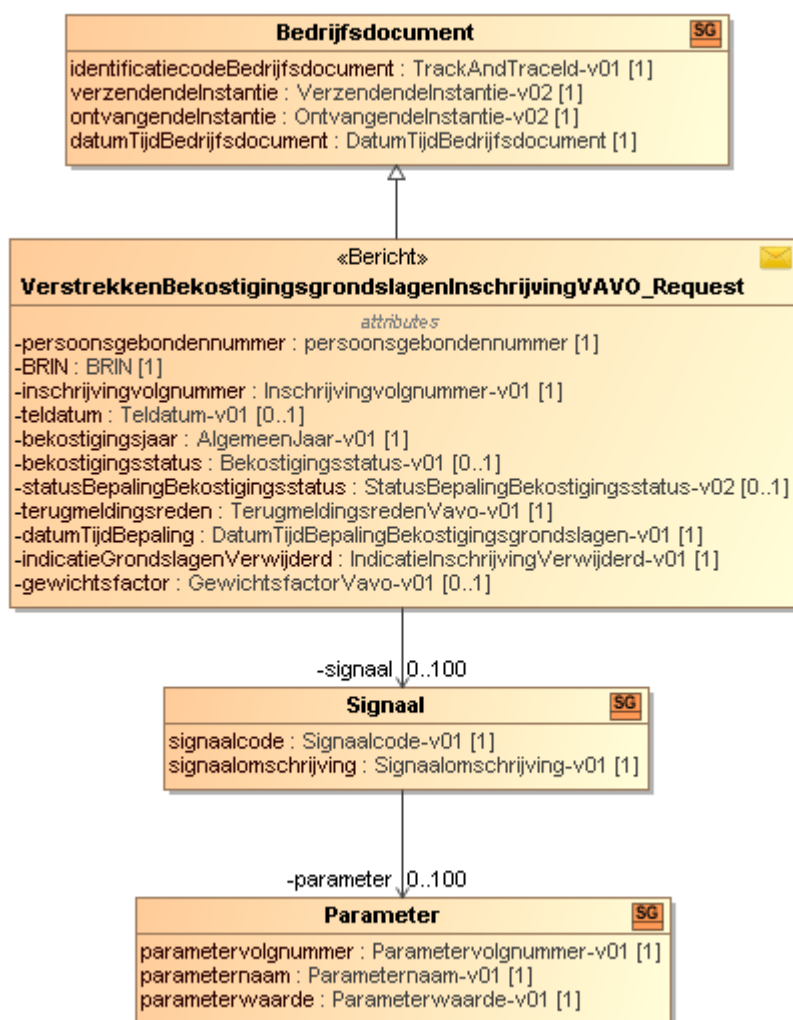 Bedrijfsdocument
SG
identificatiecodeBedrijfsdocument : TrackAndTraceId-v01 [1]
verzendendeInstantie : VerzendendeInstantie-v02 [1]
ontvangendeInstantie : OntvangendeInstantie-v02 [1]
datumTijdBedrijfsdocument : DatumTijdBedrijfsdocument [1]
«Bericht»
VerstrekkenBekostigingsgrondslagenInschrijvingVAVO_Request
attributes
-persoonsgebondennummer : persoonsgebondennummer [1]
-BRIN : BRIN [1]
-inschrijvingvolgnummer : Inschrijvingvolgnummer-v01 [1]
-teldatum : Teldatum-v01 [0..1]
-bekostigingsjaar : AlgemeenJaar-v01 [1]
-bekostigingsstatus : Bekostigingsstatus-v01 [0..1]
-statusBepalingBekostigingsstatus : StatusBepalingBekostigingsstatus-v02 [0..1]
-terugmeldingsreden : TerugmeldingsredenVavo-v01 [1]
-datumTijdBepaling : DatumTijdBepalingBekostigingsgrondslagen-v01 [1]
-indicatieGrondslagenVerwijderd : IndicatieInschrijvingVerwijderd-v01 [1]
-gewichtsfactor : GewichtsfactorVavo-v01 [0..1]
-signaal 0..100
Signaal
SG
signaalcode : Signaalcode-v01 [1]
signaalomschrijving : Signaalomschrijving-v01 [1]
-parameter 0..100
Parameter
SG
parametervolgnummer : Parametervolgnummer-v01 [1]
parameternaam : Parameternaam-v01 [1]
parameterwaarde : Parameterwaarde-v01 [1]